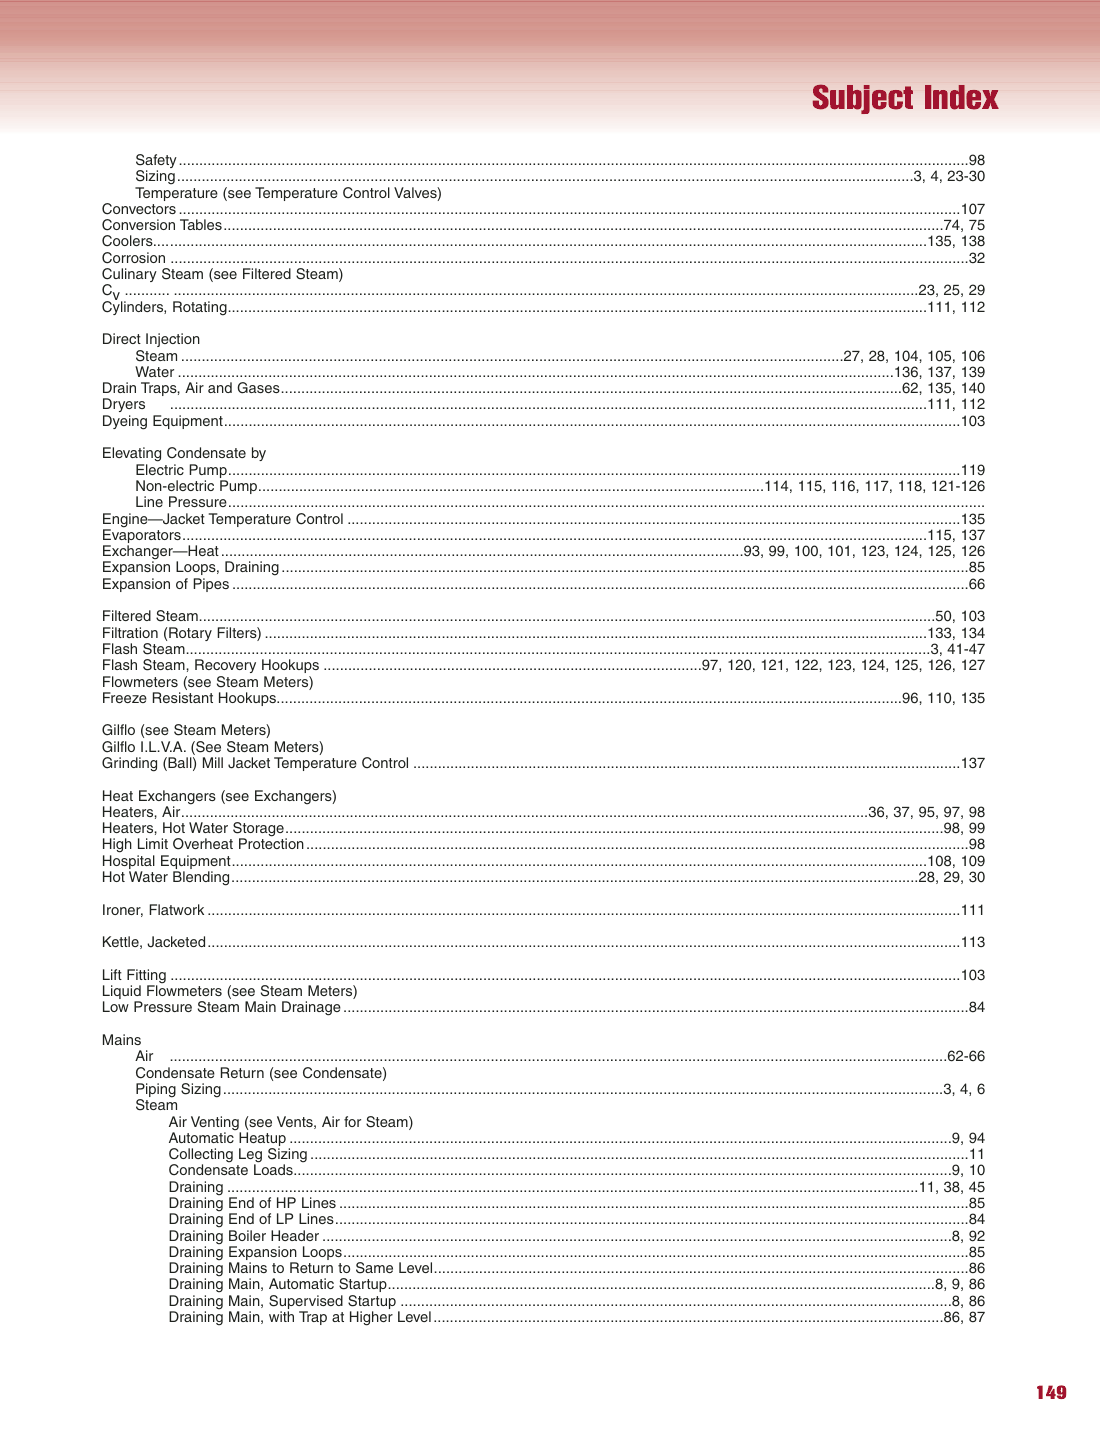 Subject Index
Safety....................98
Sizing....................3, 4, 23-30
Temperature (see Temperature Control Valves)
Convectors....................107
Conversion Tables....................74, 75
Coolers....................135, 138
Corrosion ....................32
Culinary Steam (see Filtered Steam)
Cv ....................23, 25, 29
Cylinders, Rotating....................111, 112
Direct Injection
Steam ....................27, 28, 104, 105, 106
Water ....................136, 137, 139
Drain Traps, Air and Gases....................62, 135, 140
Dryers ....................111, 112
Dyeing Equipment....................103
Elevating Condensate by
Electric Pump....................119
Non-electric Pump....................114, 115, 116, 117, 118, 121-126
Line Pressure....................
Engine—Jacket Temperature Control ....................135
Evaporators....................115, 137
Exchanger—Heat....................93, 99, 100, 101, 123, 124, 125, 126
Expansion Loops, Draining....................85
Expansion of Pipes ....................66
Filtered Steam....................50, 103
Filtration (Rotary Filters) ....................133, 134
Flash Steam....................3, 41-47
Flash Steam, Recovery Hookups ....................97, 120, 121, 122, 123, 124, 125, 126, 127
Flowmeters (see Steam Meters)
Freeze Resistant Hookups....................96, 110, 135
Gilflo (see Steam Meters)
Gilflo I.L.V.A. (See Steam Meters)
Grinding (Ball) Mill Jacket Temperature Control ....................137
Heat Exchangers (see Exchangers)
Heaters, Air....................36, 37, 95, 97, 98
Heaters, Hot Water Storage....................98, 99
High Limit Overheat Protection....................98
Hospital Equipment....................108, 109
Hot Water Blending....................28, 29, 30
Ironer, Flatwork ....................111
Kettle, Jacketed....................113
Lift Fitting ....................103
Liquid Flowmeters (see Steam Meters)
Low Pressure Steam Main Drainage....................84
Mains
Air ....................62-66
Condensate Return (see Condensate)
Piping Sizing....................3, 4, 6
Steam
Air Venting (see Vents, Air for Steam)
Automatic Heatup ....................9, 94
Collecting Leg Sizing....................11
Condensate Loads....................9, 10
Draining ....................11, 38, 45
Draining End of HP Lines ....................85
Draining End of LP Lines....................84
Draining Boiler Header ....................8, 92
Draining Expansion Loops....................85
Draining Mains to Return to Same Level....................86
Draining Main, Automatic Startup....................8, 9, 86
Draining Main, Supervised Startup ....................8, 86
Draining Main, with Trap at Higher Level....................86, 87
149